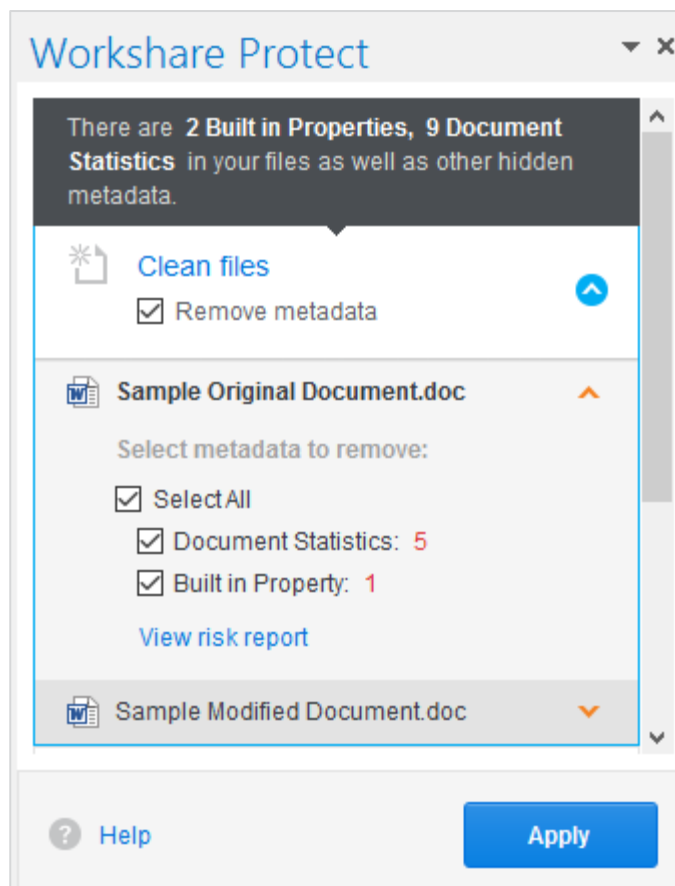 Workshare Protect
There are 2 Built in Properties, 9 Document
Statistics in your files as well as other hidden
metadata.
Clean files
Remove metadata
Sample Original Document.doc
Select metadata to remove:
Select All
Document Statistics: 5
Built in Property: 1
View risk report
Sample Modified Document.doc
? Help
Apply